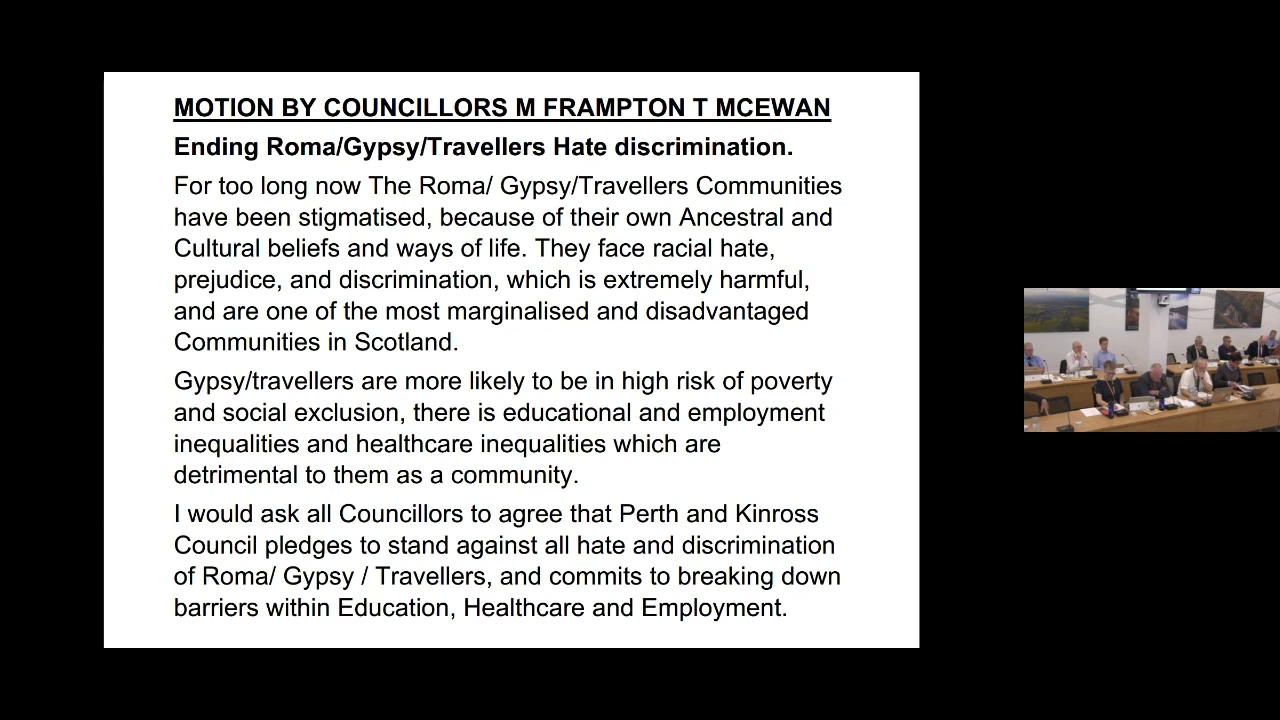 MOTION BY COUNCILLORS M FRAMPTON T MCEWAN
Ending Roma/Gypsy/Travellers Hate discrimination.
For too long now The Roma/ Gypsy/Travellers Communities
have been stigmatised, because of their own Ancestral and
Cultural beliefs and ways of life. They face racial hate,
prejudice, and discrimination, which is extremely harmful,
and are one of the most marginalised and disadvantaged
Communities in Scotland.
Gypsy/travellers are more likely to be in high risk of poverty
and social exclusion, there is educational and employment
inequalities and healthcare inequalities which are
detrimental to them as a community.
I would ask all Councillors to agree that Perth and Kinross
Council pledges to stand against all hate and discrimination
of Roma/ Gypsy / Travellers, and commits to breaking down
barriers within Education, Healthcare and Employment.